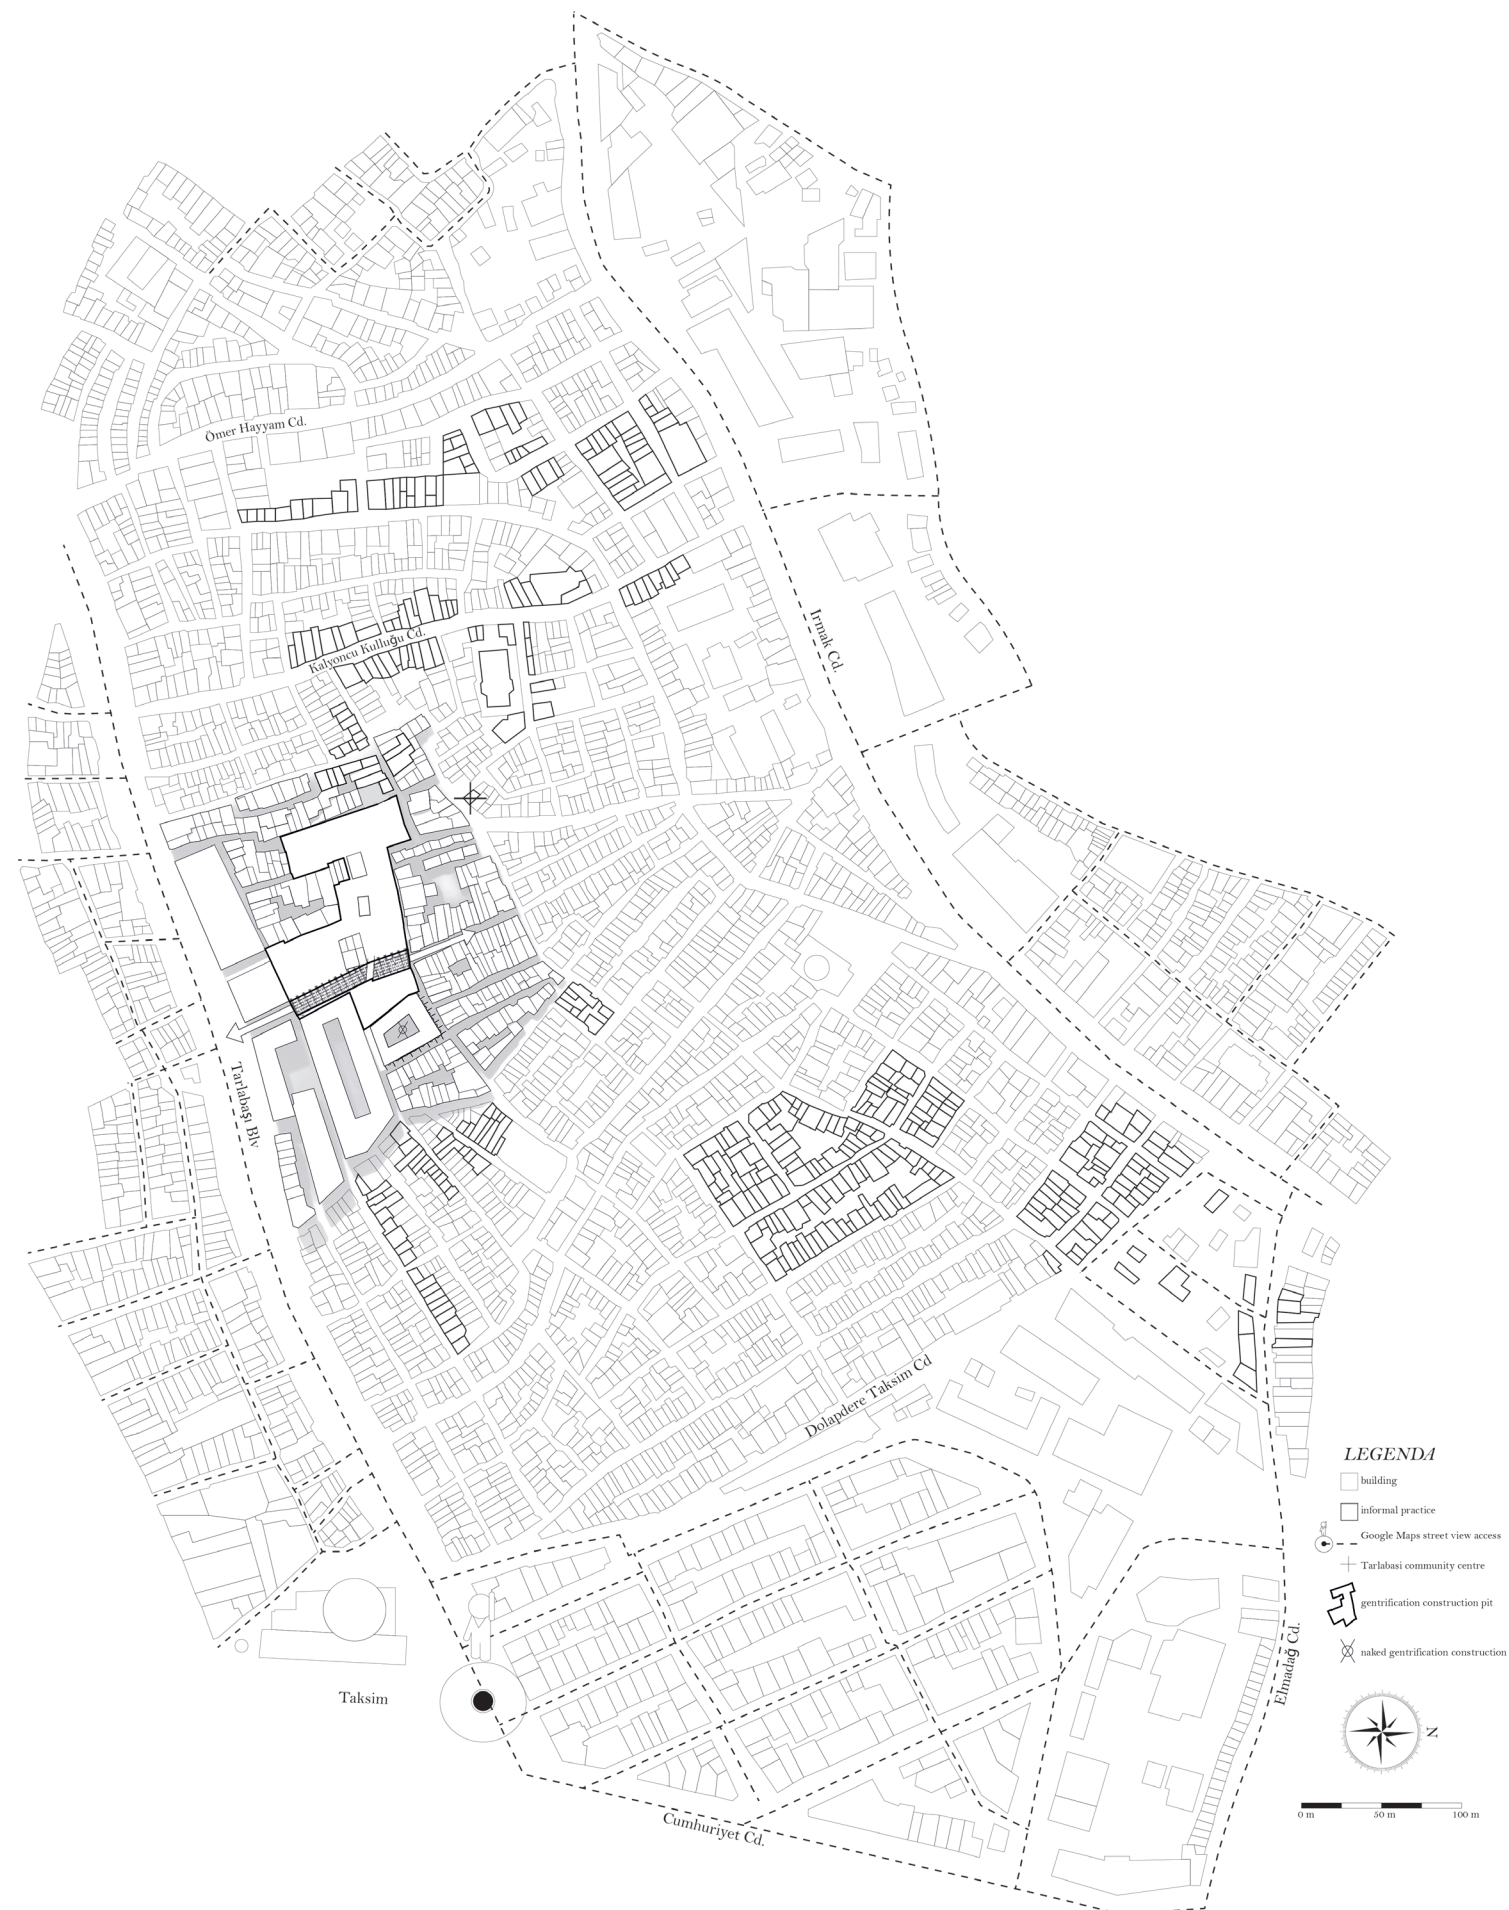 Ömer Hayyam Cd.
Irmak Cd.
Kalyoncu Kulluğu Cd.
Tarlabaşı Blv
Dolapdere Taksim Cd
LEGENDA
building
informal practice
Google Maps street view access
Tarlabasi community centre
gentrification construction pit
naked gentrification construction
Elmadağ Cd.
Taksim
N
Cumhuriyet Cd.
0 m 50 m 100 m